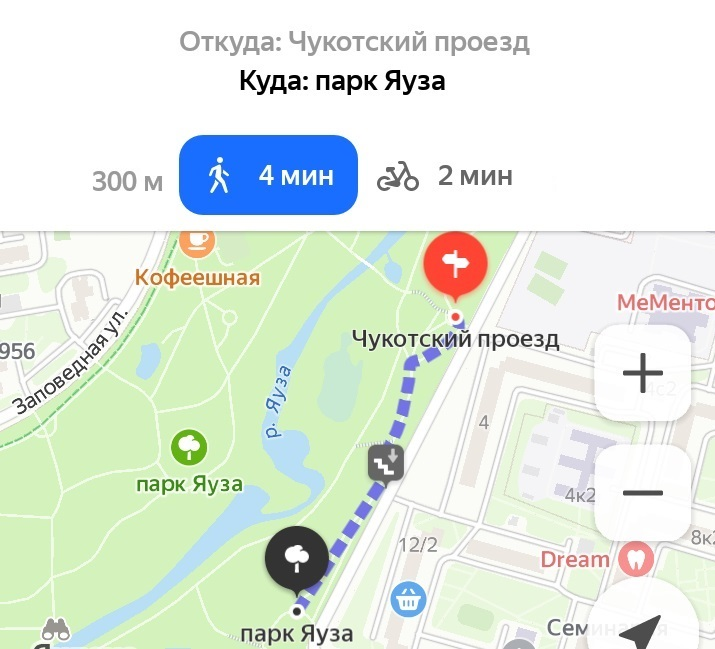 Откуда: Чукотский проезд
Куда: парк Яуза
300 м
4 мин
2 мин
Кофеешная
МеМенто
Чукотский проезд
956
Заповедная ул.
р. Яуза
4
парк Яуза
4к2
12/2
8к2
Dream
парк Яуза